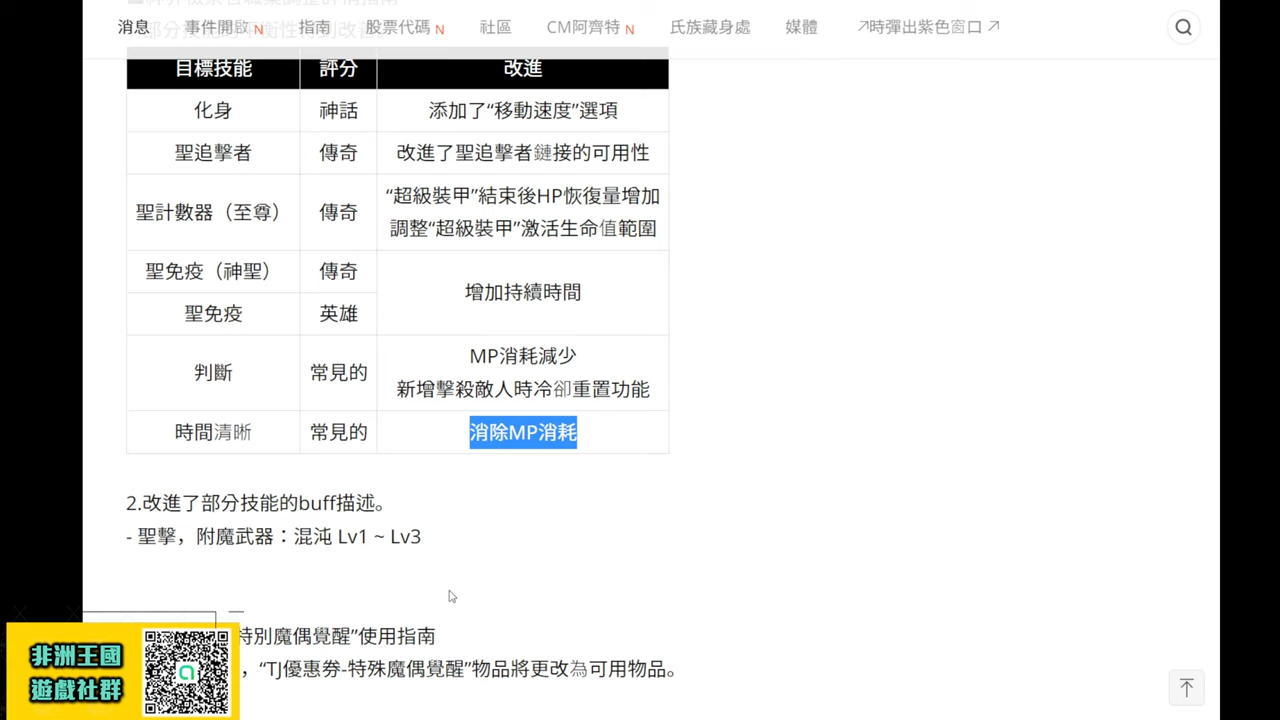 消息 事件開啟 N 指南 股票代碼 N 社區 CM阿齊特 N 氏族藏身處 媒體 ↗時彈出紫色窗口 ↗
目標技能 評分 改進
化身 神話 添加了“移動速度”選項
聖追擊者 傳奇 改進了聖追擊者鏈接的可用性
聖計數器（至尊） 傳奇 “超級裝甲”結束後HP恢復量增加
調整“超級裝甲”激活生命值範圍
聖免疫（神聖） 傳奇 增加持續時間
聖免疫 英雄
判斷 常見的 MP消耗減少
新增擊殺敵人時冷卻重置功能
時間清晰 常見的 消除MP消耗
2.改進了部分技能的buff描述。
- 聖擊，附魔武器：混沌 Lv1 ~ Lv3
特別魔偶覺醒”使用指南
，“TJ優惠券-特殊魔偶覺醒”物品將更改為可用物品。
非洲王國
遊戲社群